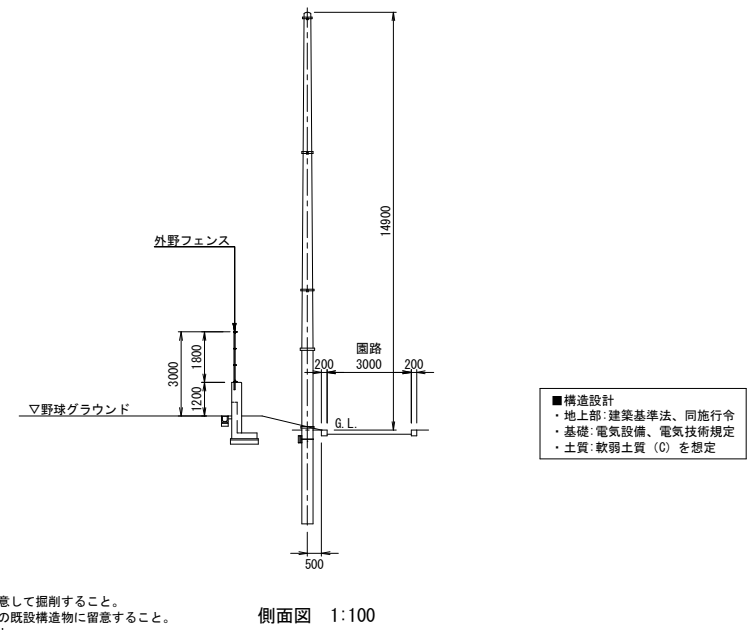 14900
外野フェンス
園路
200 3000 200
3000
1800
1200
▽野球グラウンド
G.L.
500
■構造設計
・地上部:建築基準法、同施行令
・基礎:電気設備、電気技術規定
・土質:軟弱土質（C）を想定
意して掘削すること。
の既設構造物に留意すること。
側面図 1:100